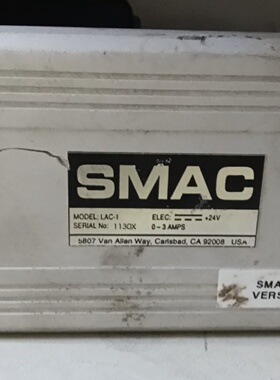 SMAC
MODEL: LAC-1 ELEC: +24V
SERIAL No: 1130X 0-3 AMPS
5807 Van Allan Way, Carlsbad, CA 92008 USA
SMA
VERS